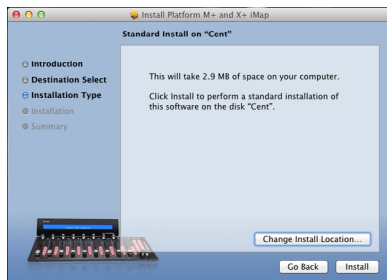 Install Platform M+ and X+ iMap
Standard Install on “Cent”
Introduction
Destination Select
Installation Type
Installation
Summary
This will take 2.9 MB of space on your computer.
Click Install to perform a standard installation of
this software on the disk “Cent”.
Change Install Location...
Go Back
Install